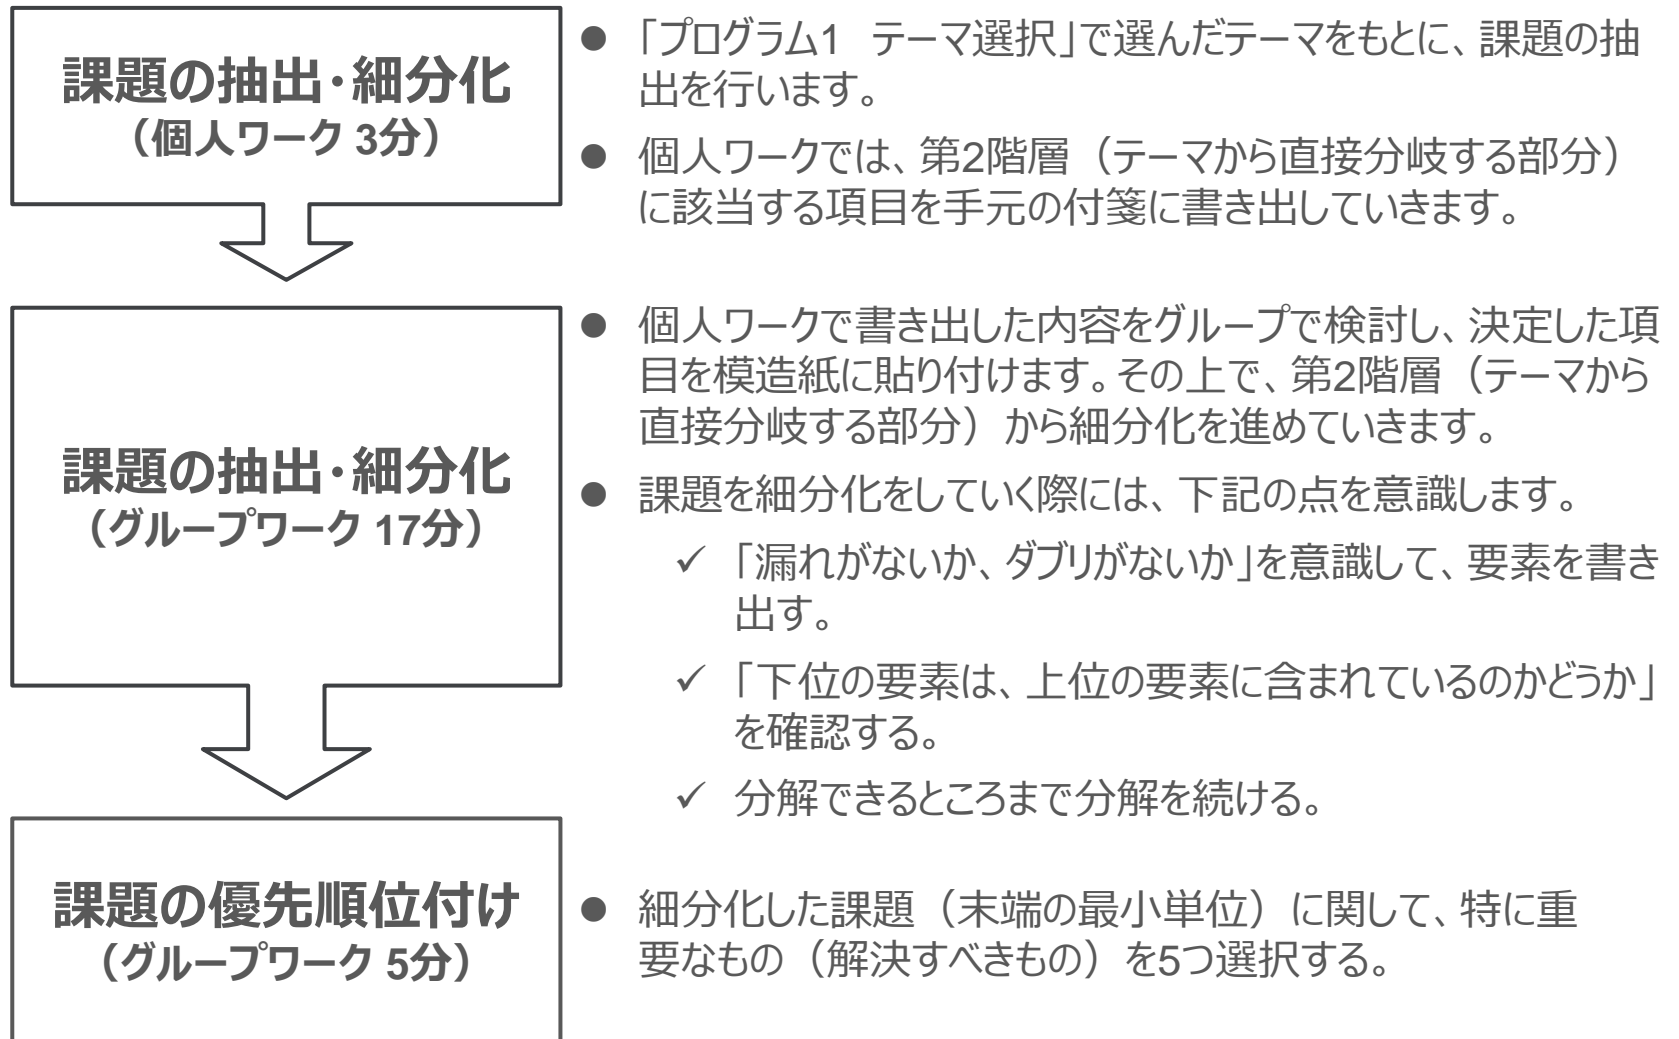 課題の抽出・細分化
（個人ワーク 3分）
● 「プログラム1　テーマ選択」で選んだテーマをもとに、課題の抽
出を行います。
● 個人ワークでは、第2階層（テーマから直接分岐する部分）
に該当する項目を手元の付箋に書き出していきます。
課題の抽出・細分化
（グループワーク 17分）
● 個人ワークで書き出した内容をグループで検討し、決定した項
目を模造紙に貼り付けます。その上で、第2階層（テーマから
直接分岐する部分）から細分化を進めていきます。
● 課題を細分化をしていく際には、下記の点を意識します。
✓ 「漏れがないか、ダブリがないか」を意識して、要素を書き
出す。
✓ 「下位の要素は、上位の要素に含まれているのかどうか」
を確認する。
✓ 分解できるところまで分解を続ける。
課題の優先順位付け
（グループワーク 5分）
● 細分化した課題（末端の最小単位）に関して、特に重
要なもの（解決すべきもの）を5つ選択する。